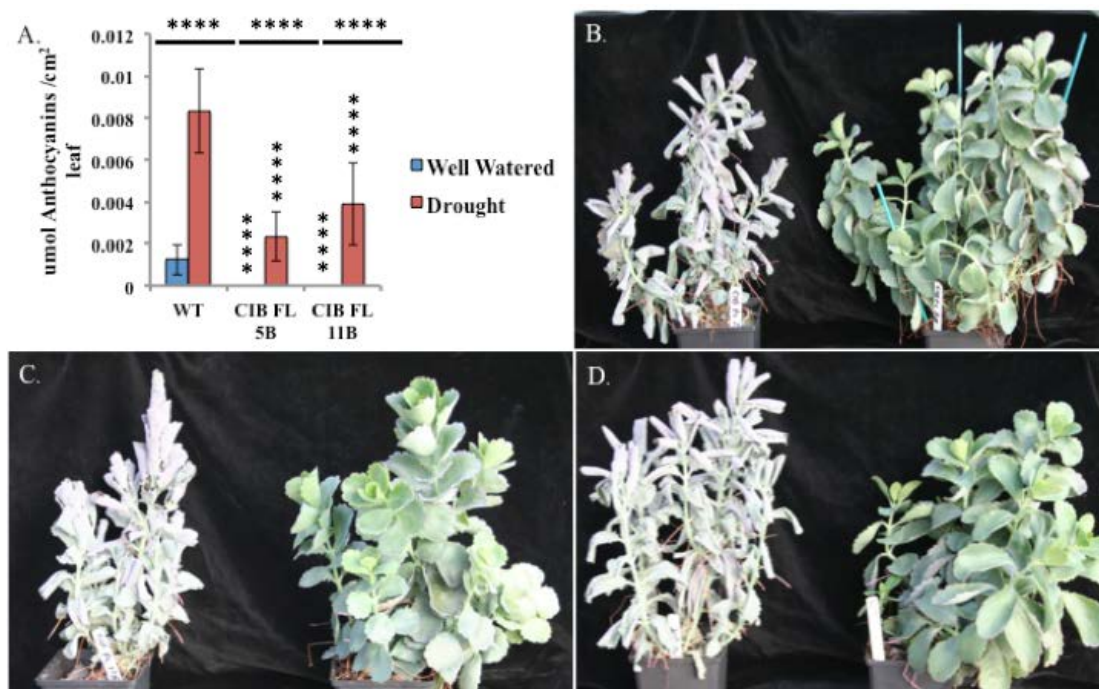 A.
****
****
****
umol Anthocyanins /cm²
leaf
0.012
0.01
0.008
0.006
0.004
0.002
0
****
****
****
****
WT
CIB FL
5B
CIB FL
11B
Well Watered
Drought
B.
C.
D.